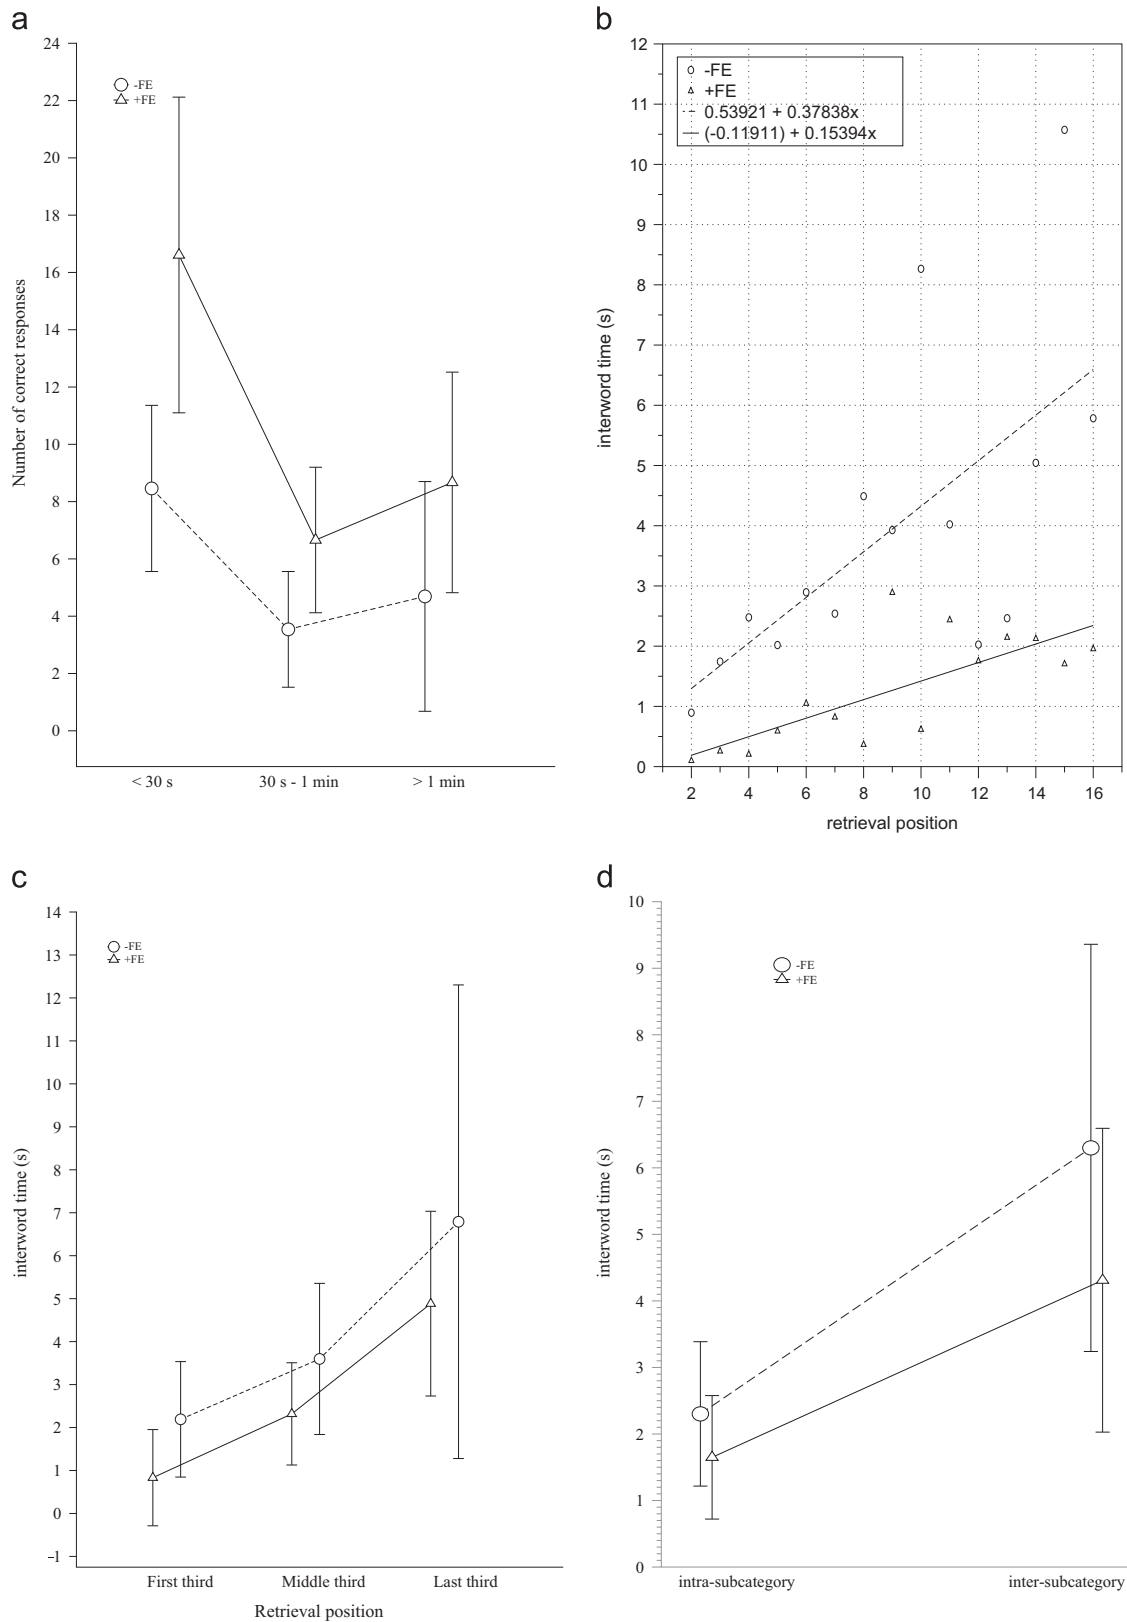 a
24
22
20
18
16
14
12
10
8
6
4
2
0
Number of correct responses
-FE
+FE
< 30 s
30 s - 1 min
> 1 min
b
12
11
10
9
8
7
6
5
4
3
2
1
0
interword time (s)
-FE
+FE
0.53921 + 0.37838x
(-0.11911) + 0.15394x
2
4
6
8
10
12
14
16
retrieval position
c
14
13
12
11
10
9
8
7
6
5
4
3
2
1
0
–1
interword time (s)
-FE
+FE
First third
Middle third
Last third
Retrieval position
d
10
9
8
7
6
5
4
3
2
1
0
interword time (s)
-FE
+FE
intra-subcategory
inter-subcategory